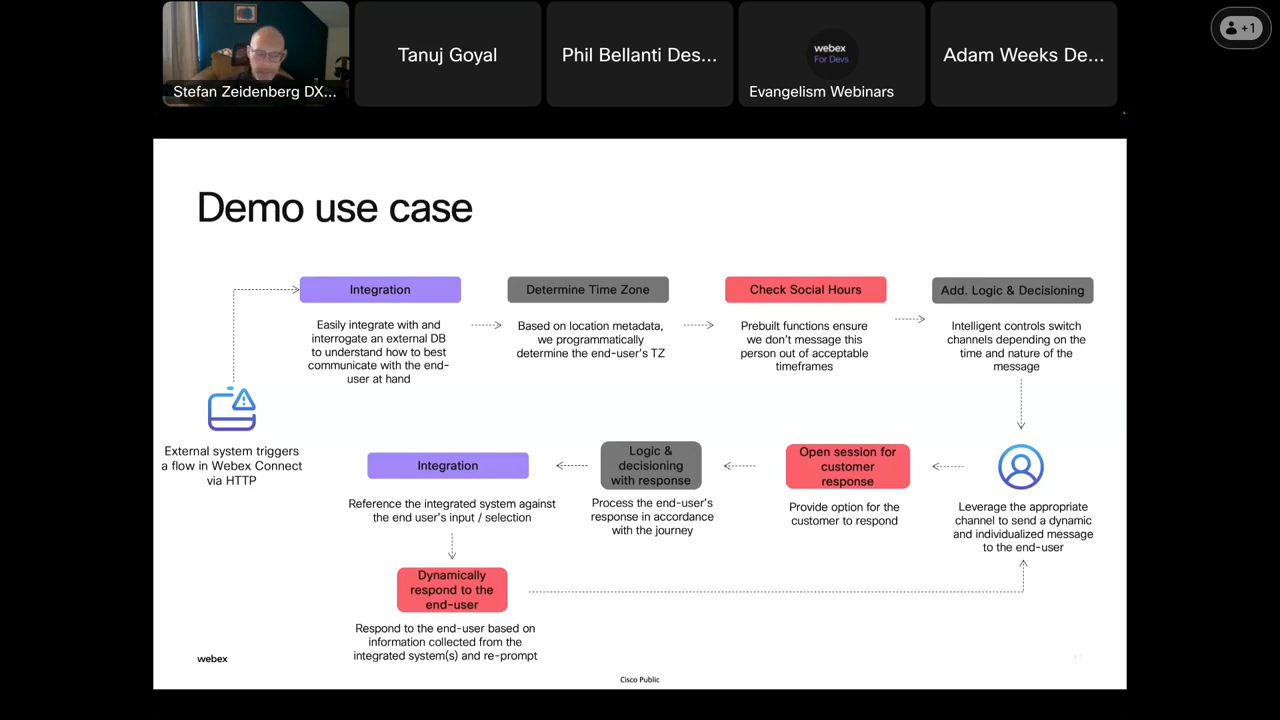 +1
Stefan Zeidenberg DX...
Tanuj Goyal
Phil Bellanti Des...
webex
For Devs
Evangelism Webinars
Adam Weeks De...
Demo use case
Integration
Easily integrate with and
interrogate an external DB
to understand how to best
communicate with the end-
user at hand
Determine Time Zone
Based on location metadata,
we programmatically
determine the end-user's TZ
Check Social Hours
Prebuilt functions ensure
we don't message this
person out of acceptable
timeframes
Add. Logic & Decisioning
Intelligent controls switch
channels depending on the
time and nature of the
message
External system triggers
a flow in Webex Connect
via HTTP
Leverage the appropriate
channel to send a dynamic
and individualized message
to the end-user
Open session for
customer
response
Provide option for the
customer to respond
Logic &
decisioning
with response
Process the end-user's
response in accordance
with the journey
Integration
Reference the integrated system against
the end user's input / selection
Dynamically
respond to the
end-user
Respond to the end-user based on
information collected from the
integrated system(s) and re-prompt
webex
Cisco Public